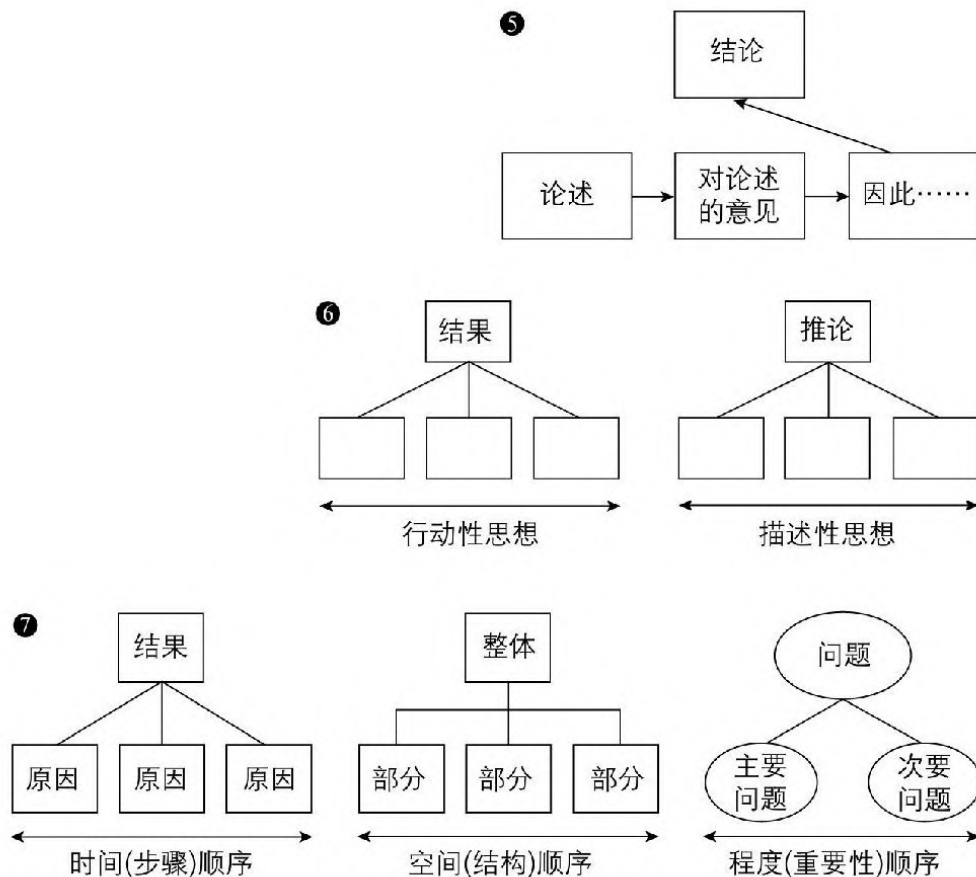 ❺
结论
论述
对论述
的意见
因此……
❻
结果
推论
行动性思想
描述性思想
❼
结果
整体
问题
原因
原因
原因
部分
部分
部分
主要
问题
次要
问题
时间(步骤)顺序
空间(结构)顺序
程度(重要性)顺序